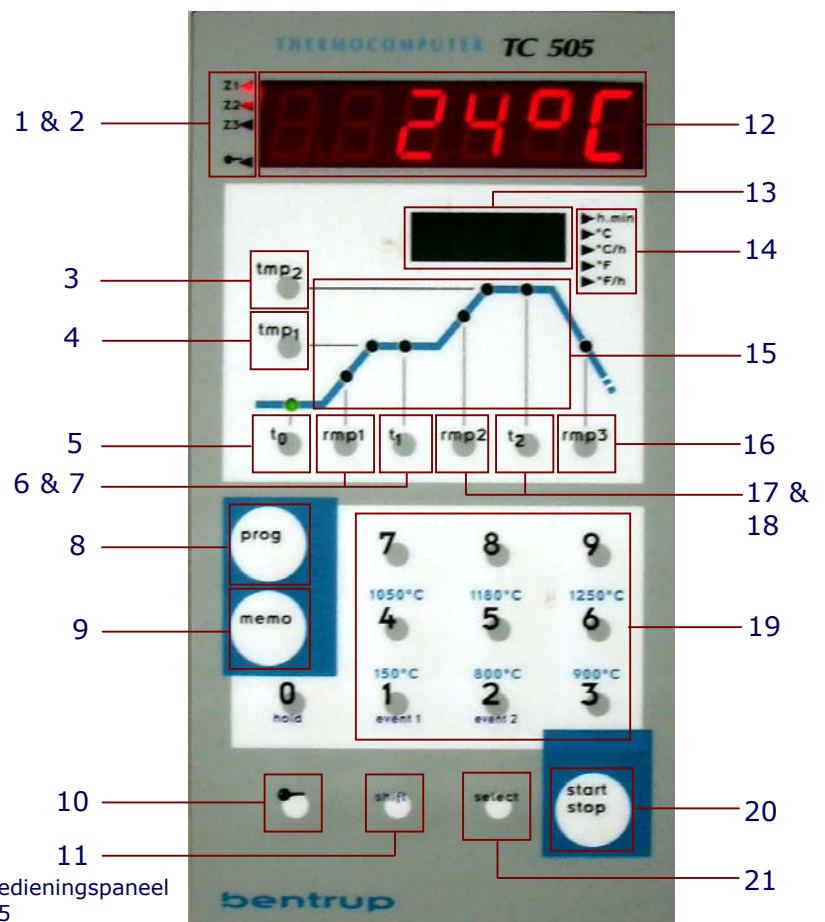 THERMOCOMPUTER TC 505
Z1
Z2
Z3
1 & 2
24°C
12
13
h.min
°C
°C/h
°F
°F/h
14
3
tmp2
4
tmp1
15
5
t0
rmp1
t1
rmp2
t2
rmp3
16
6 & 7
17 &
18
8
prog
7
8
9
1050°C
1180°C
1250°C
9
memo
4
5
6
19
150°C
800°C
900°C
0
1
2
3
hold
event 1
event 2
10
shift
select
start
stop
20
11
21
edieningspaneel
5
bentrup